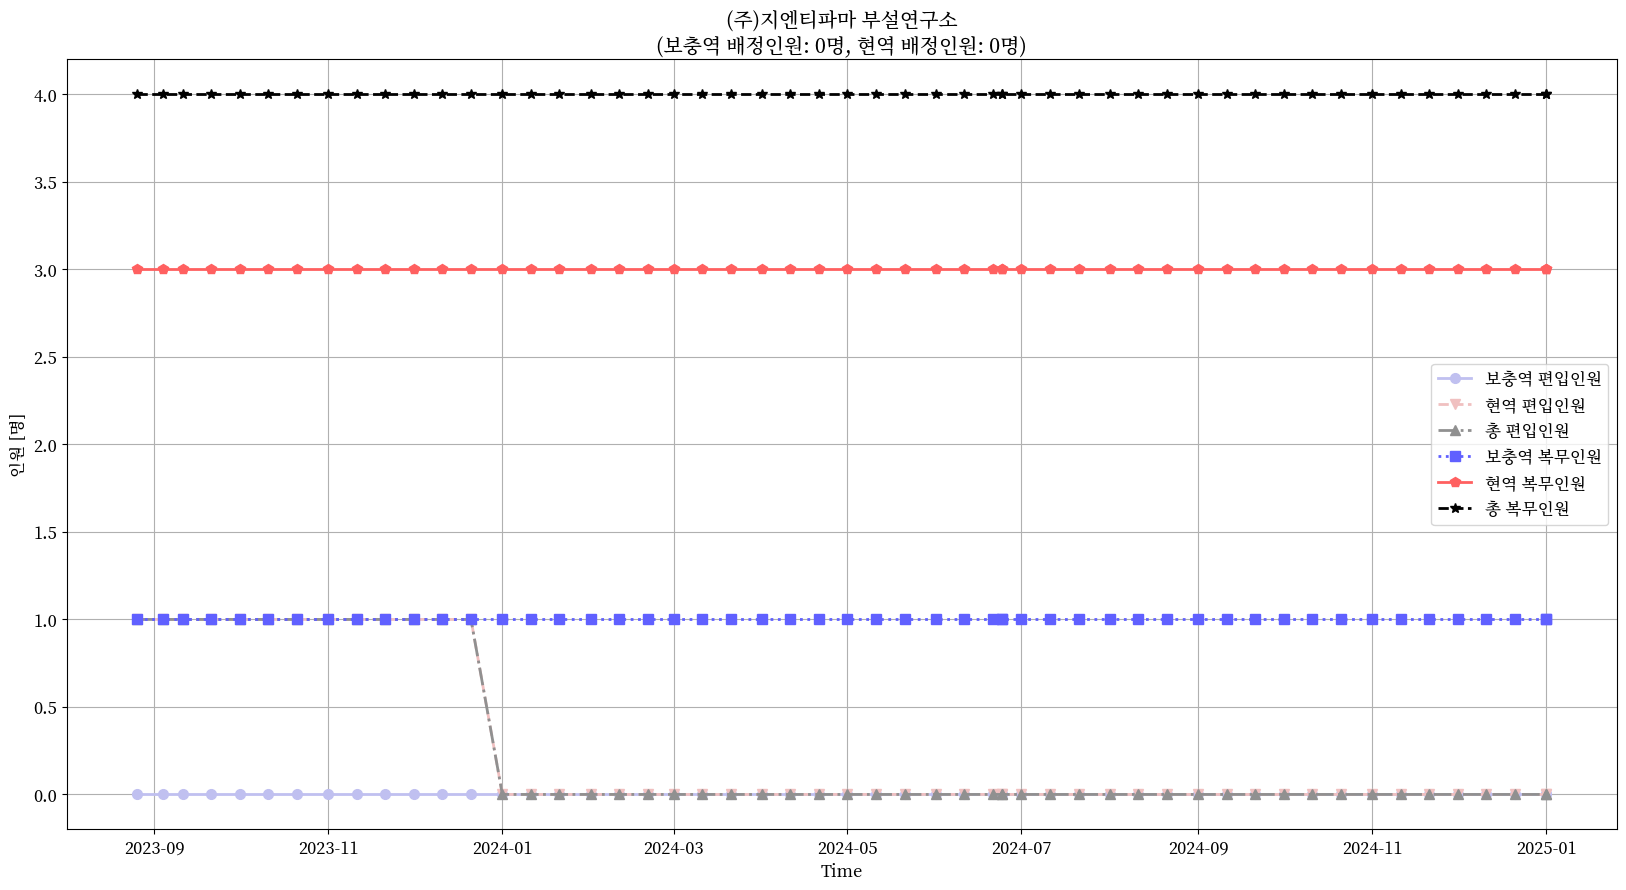 (주)지엔티파마 부설연구소
(보충역 배정인원: 0명, 현역 배정인원: 0명)
4.0
3.5
3.0
2.5
2.0
1.5
1.0
0.5
0.0
인원 [명]
보충역 편입인원
현역 편입인원
총 편입인원
보충역 복무인원
현역 복무인원
총 복무인원
2023-09 2023-11 2024-01 2024-03 2024-05 2024-07 2024-09 2024-11 2025-01
Time